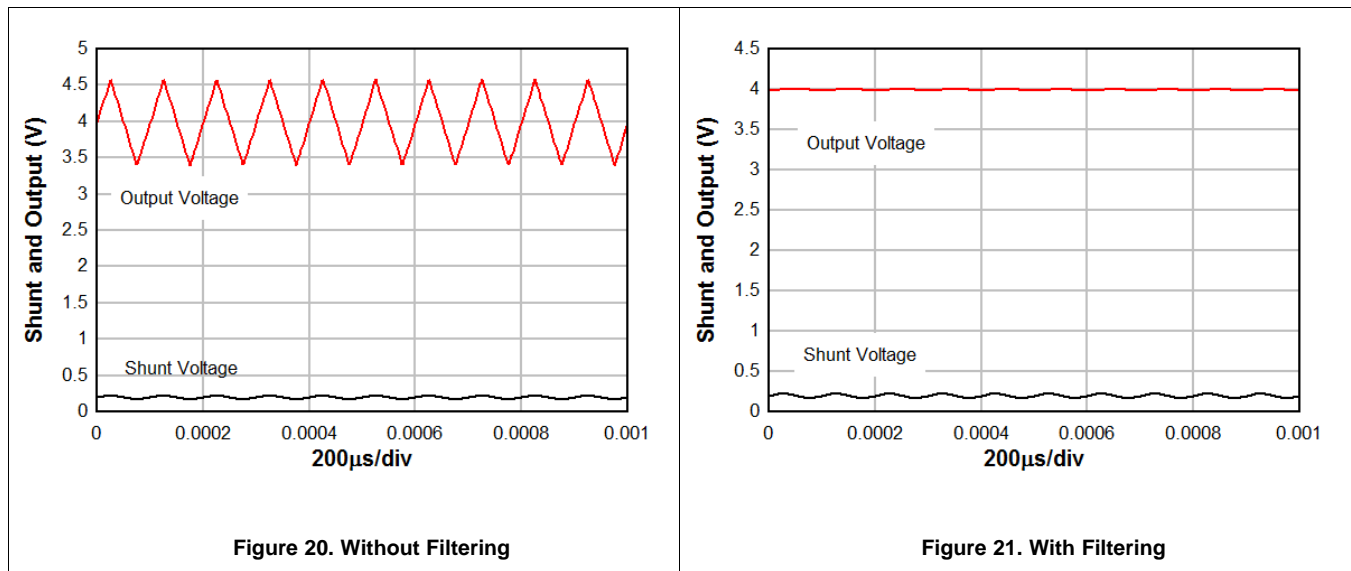 Shunt and Output (V)
5
4.5
4
3.5
3
2.5
2
1.5
1
0.5
0
Output Voltage
Shunt Voltage
0 0.0002 0.0004 0.0006 0.0008 0.001
200µs/div
Figure 20. Without Filtering
Shunt and Output (V)
4.5
4
3.5
3
2.5
2
1.5
1
0.5
0
Output Voltage
Shunt Voltage
0 0.0002 0.0004 0.0006 0.0008 0.001
200µs/div
Figure 21. With Filtering